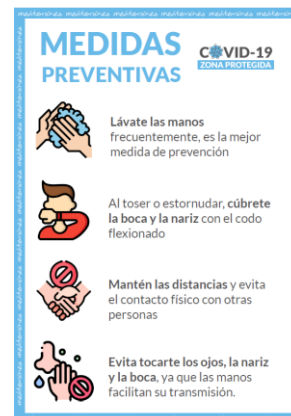 MEDIDAS
PREVENTIVAS
COVID-19
ZONA PROTEGIDA
Lávate las manos
frecuentemente, es la mejor
medida de prevención
Al toser o estornudar, cúbrete
la boca y la nariz con el codo
flexionado
Mantén las distancias y evita
el contacto físico con otras
personas
Evita tocarte los ojos, la nariz
y la boca, ya que las manos
facilitan su transmisión.